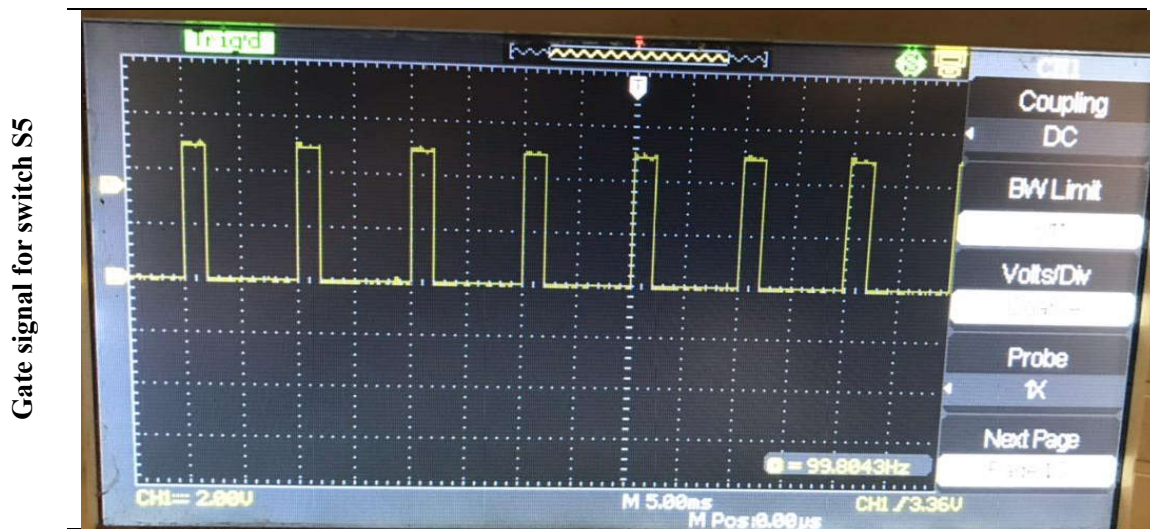 Gate signal for switch S5
Trig'd
CH1
Coupling
DC
BW Limit
Volts/Div
Probe
1X
Next Page
= 99.8043Hz
CH1 2.00V
M 5.00ms
CH1 / 3.36V
M Pos:0.00µs